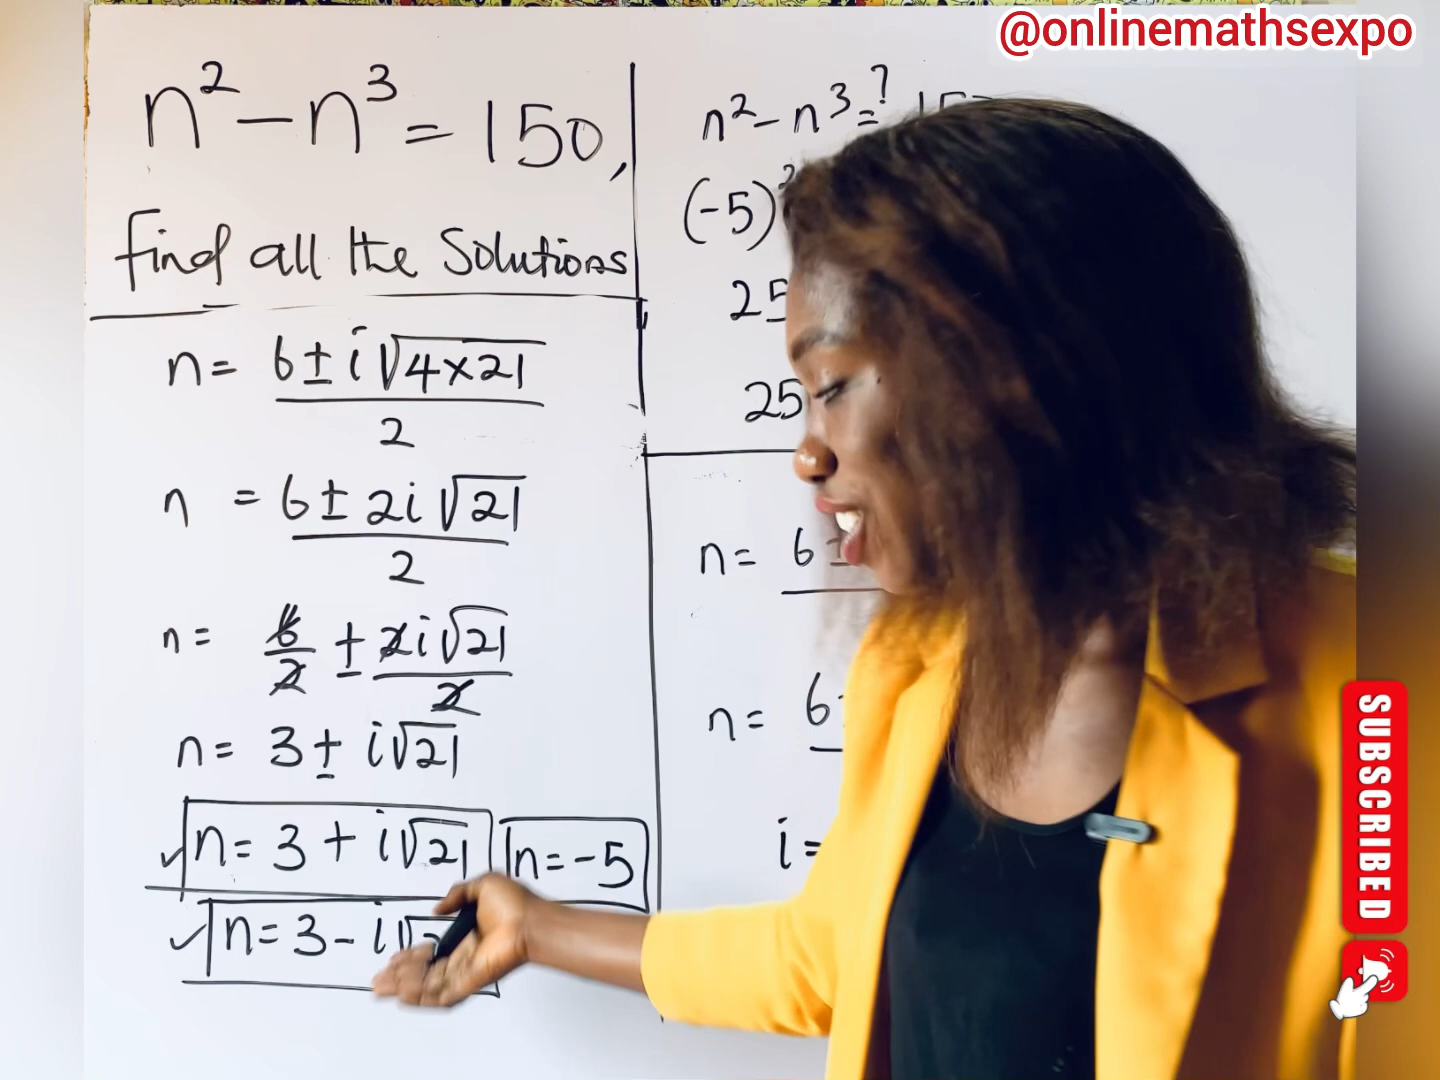 @onlinemathsexpo
n² - n³ = 150,
Find all the Solutions
n = 6 ± i √4×21
2
n = 6 ± 2i √21
2
n = 6/2 ± 2i√21/2
n = 3 ± i√21
n = 3 + i√21
n = -5
n = 3 - i√
n² - n³ =?
(-5)²
25
25
n = 6 ±
n = 6
i =
SUBSCRIBED